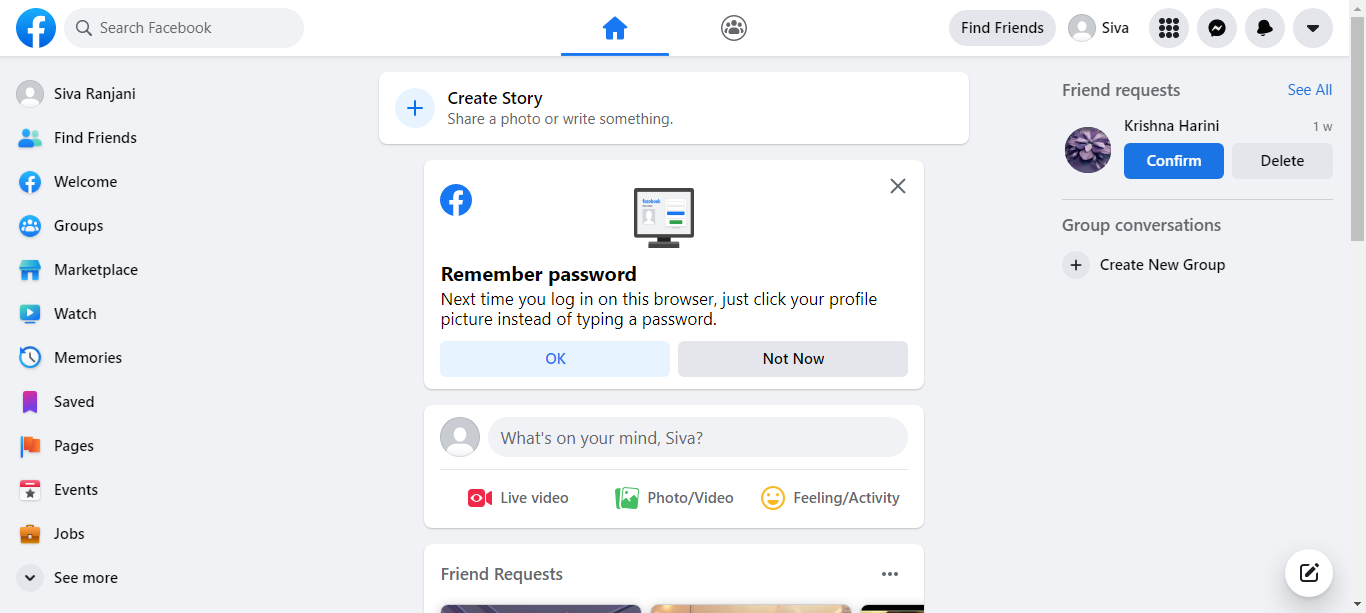 Search Facebook
Find Friends
Siva
Siva Ranjani
Find Friends
Welcome
Groups
Marketplace
Watch
Memories
Saved
Pages
Events
Jobs
See more
Create Story
Share a photo or write something.
facebook
Remember password
Next time you log in on this browser, just click your profile
picture instead of typing a password.
OK
Not Now
What's on your mind, Siva?
Live video
Photo/Video
Feeling/Activity
Friend Requests
Friend requests
See All
Krishna Harini
1 w
Confirm
Delete
Group conversations
Create New Group